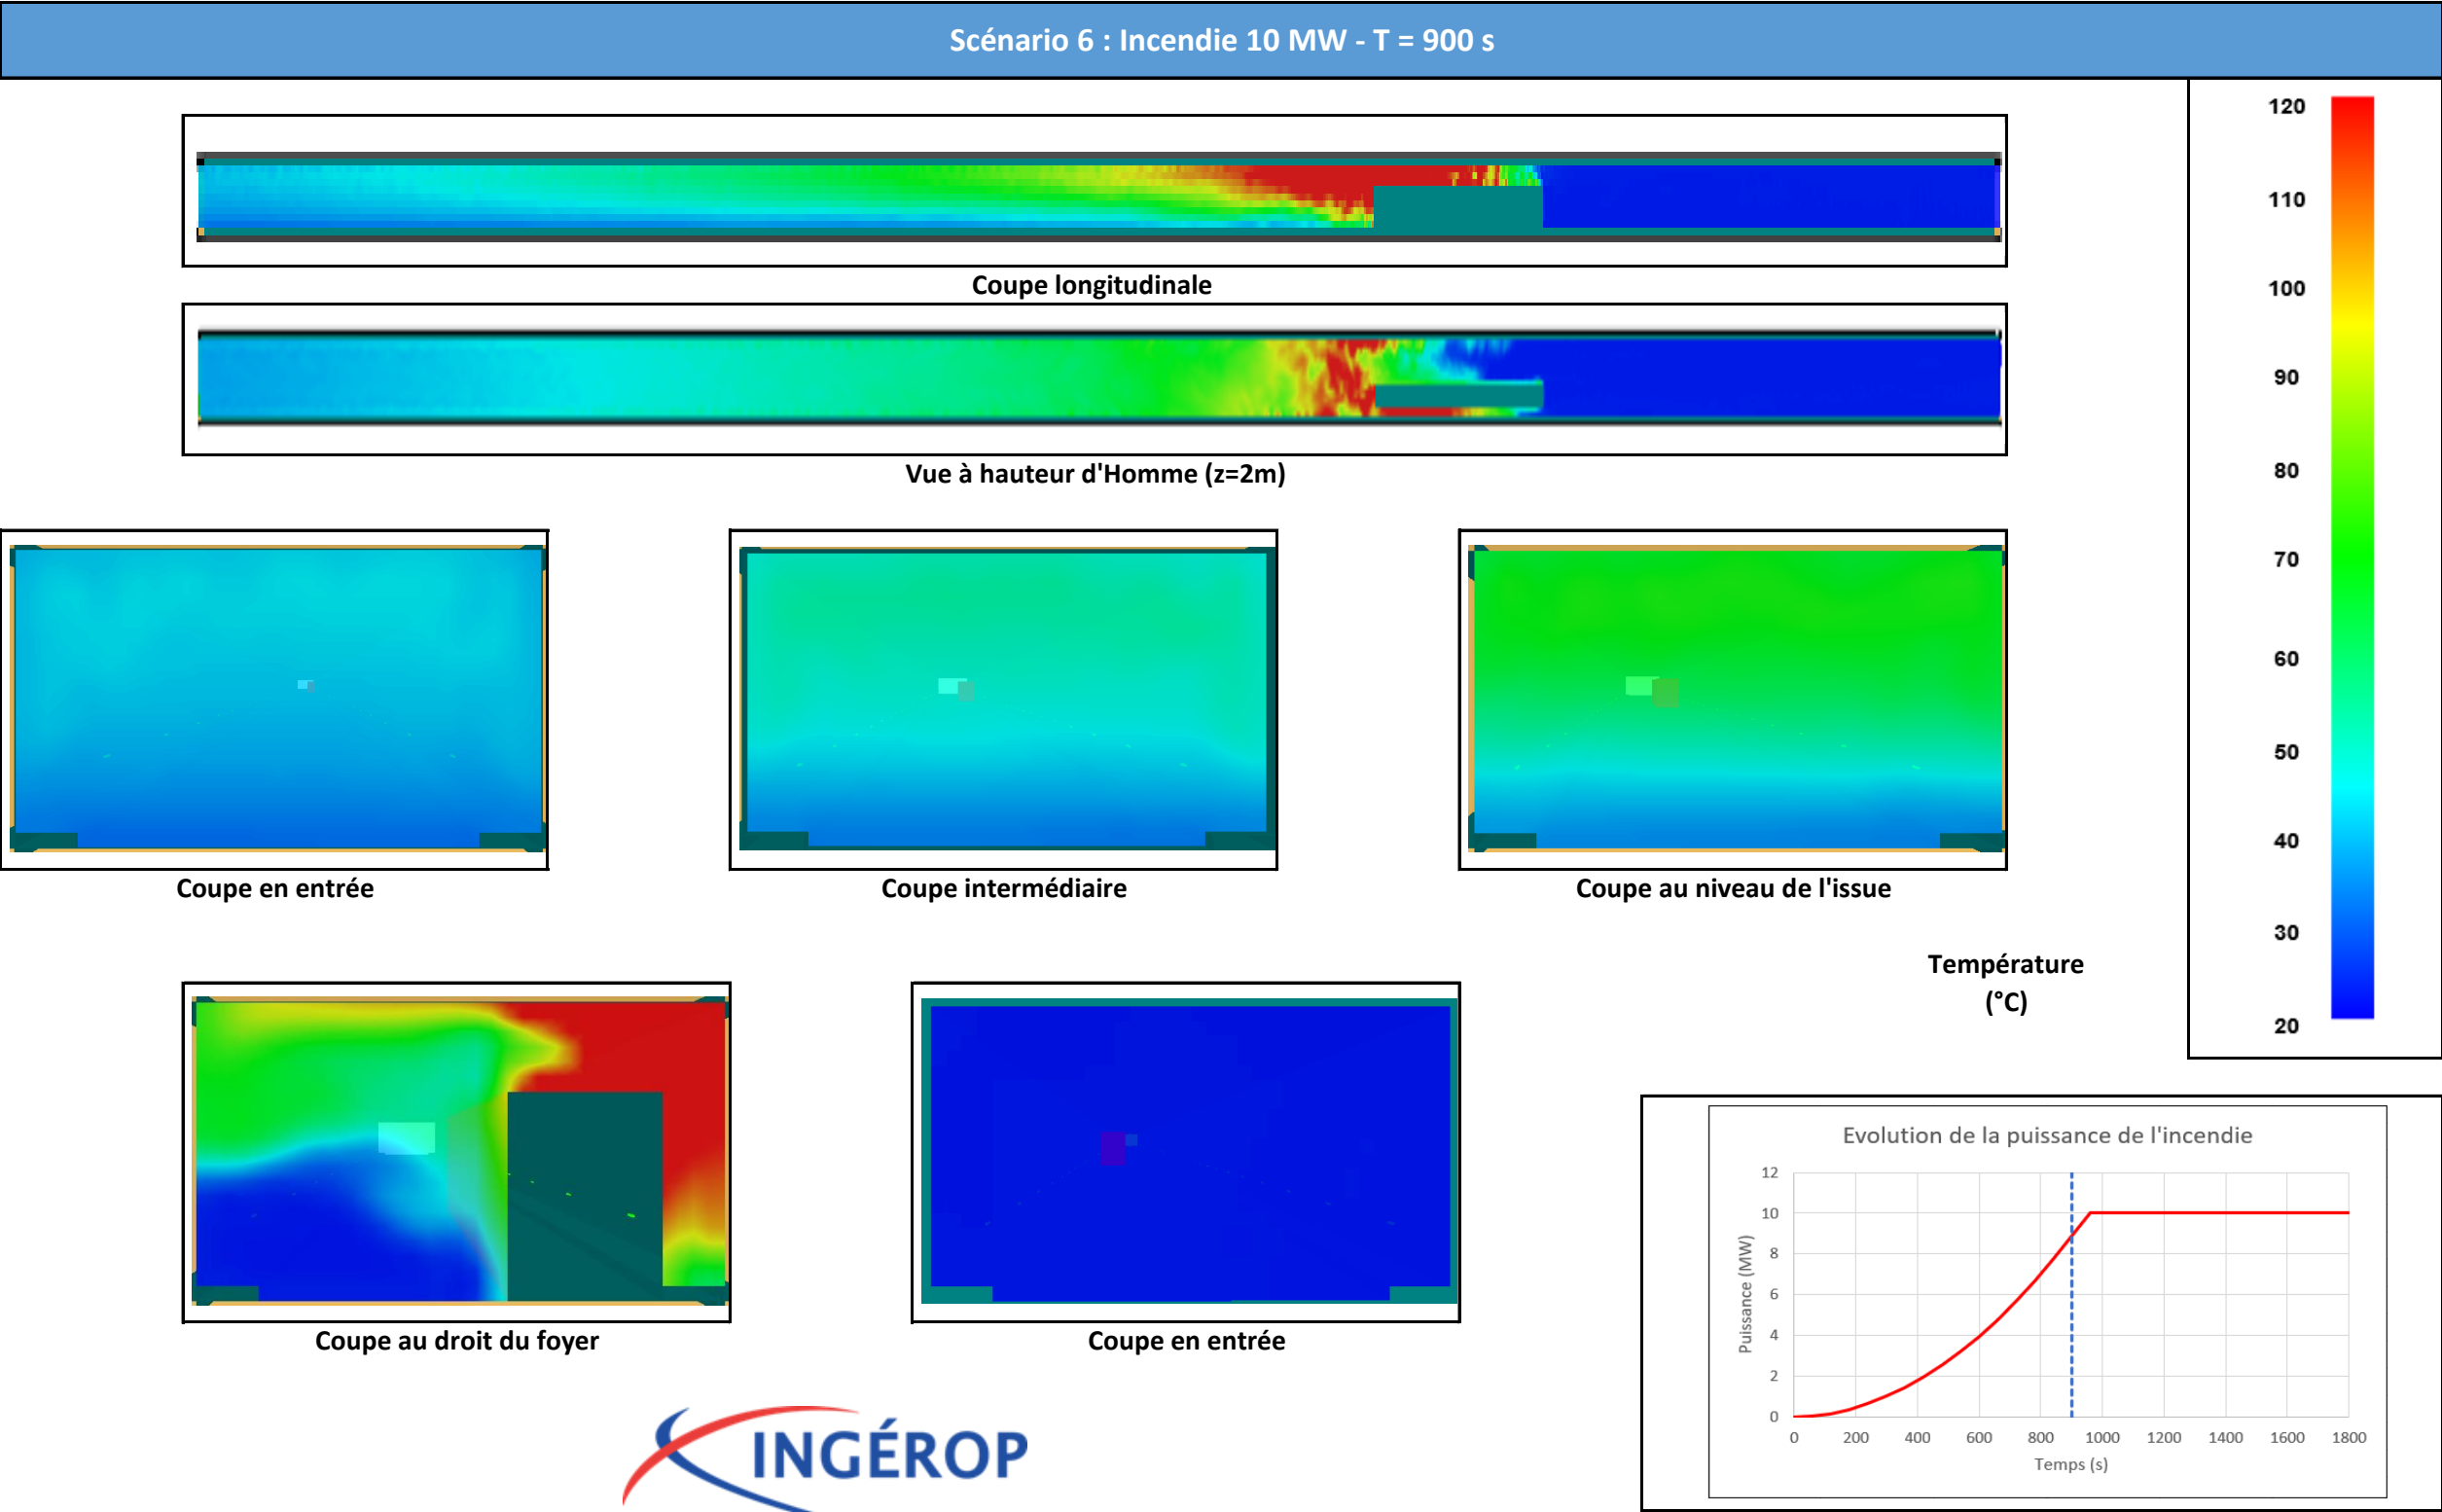 Scénario 6 : Incendie 10 MW - T = 900 s
Coupe longitudinale
Vue à hauteur d'Homme (z=2m)
Coupe en entrée
Coupe intermédiaire
Coupe au niveau de l'issue
Coupe au droit du foyer
Coupe en entrée
Température
(°C)
120
110
100
90
80
70
60
50
40
30
20
Evolution de la puissance de l'incendie
Puissance (MW)
12
10
8
6
4
2
0
0 200 400 600 800 1000 1200 1400 1600 1800
Temps (s)
INGÉROP